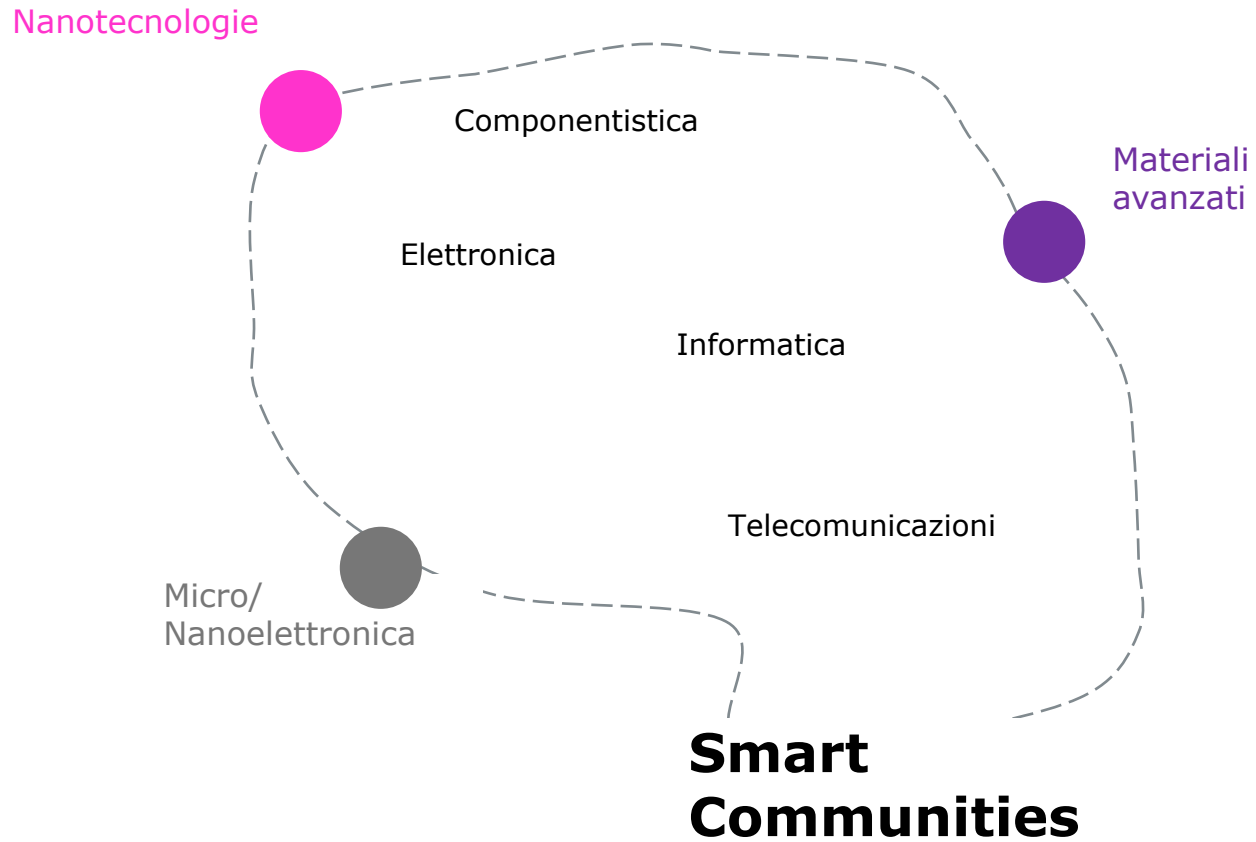 Nanotecnologie
Componentistica
Materiali
avanzati
Elettronica
Informatica
Telecomunicazioni
Micro/
Nanoelettronica
Smart
Communities